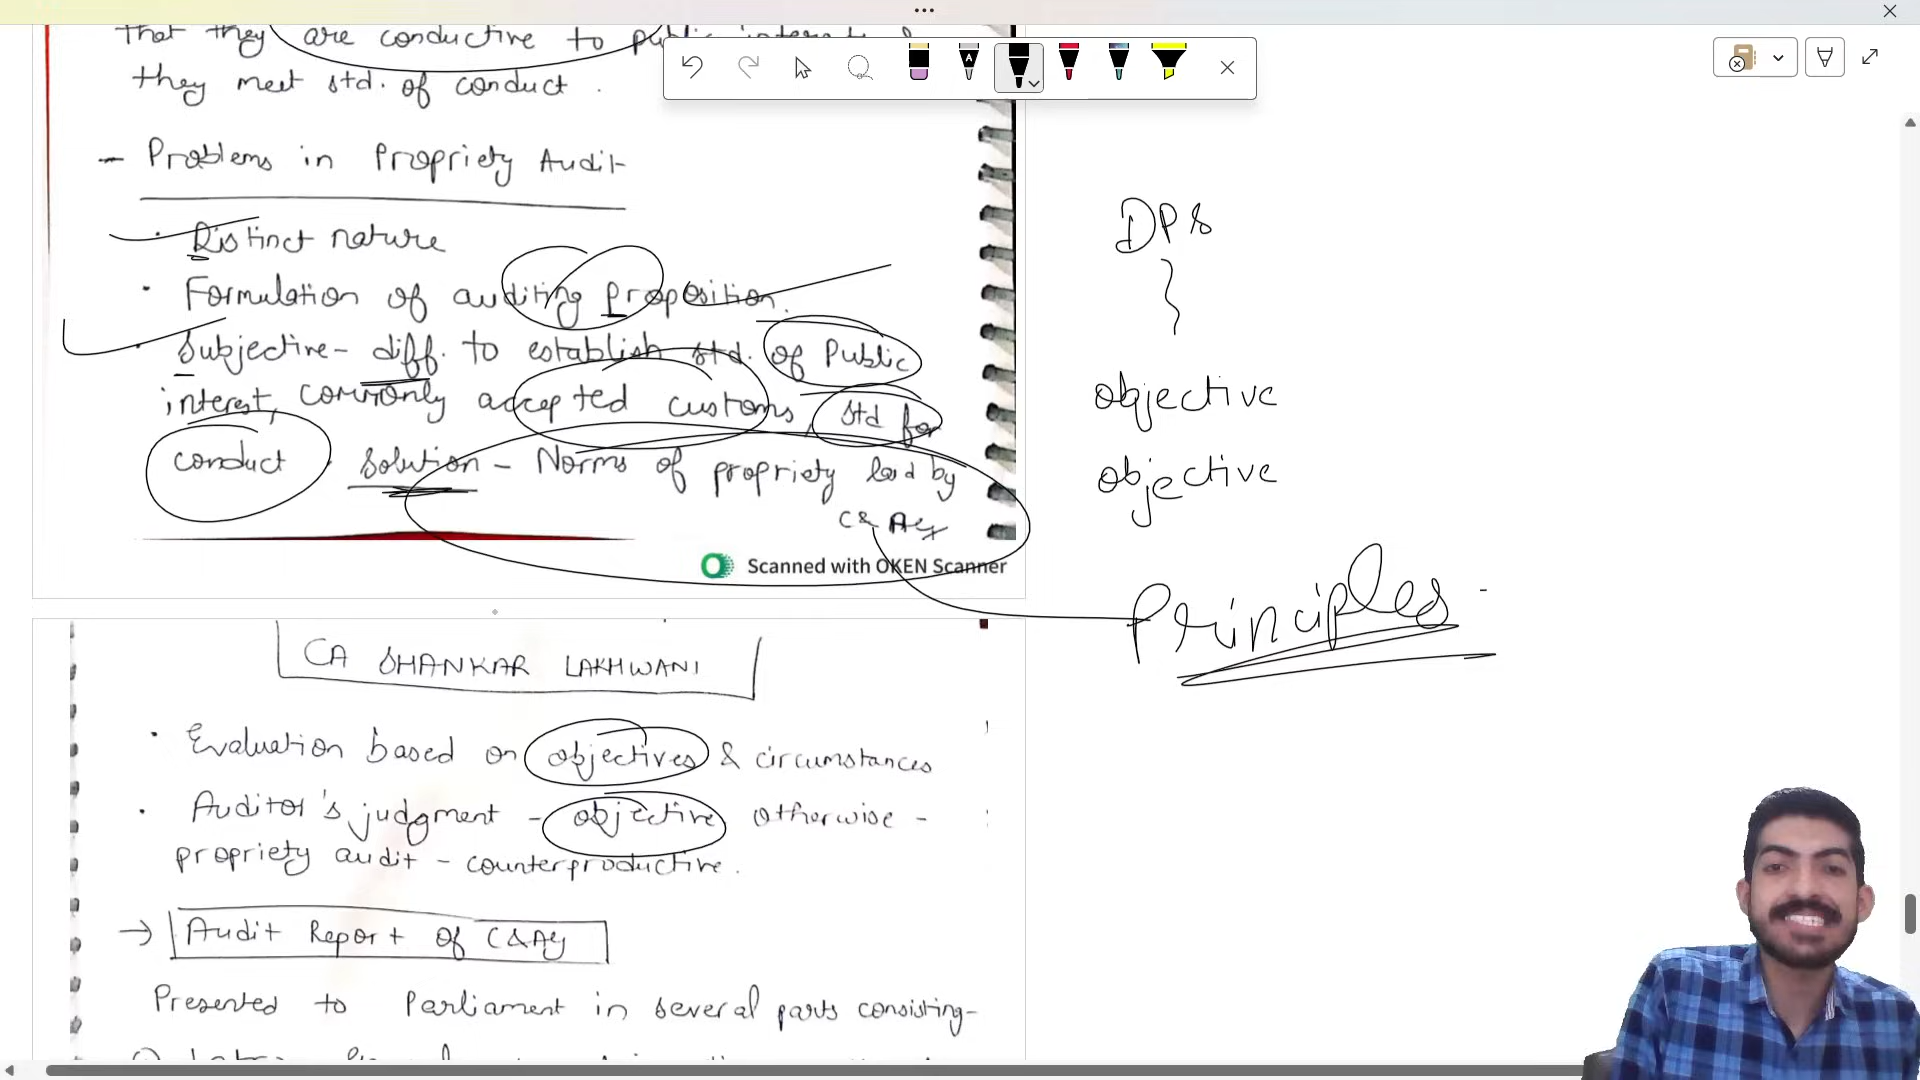 that they are conductive to public interest &
they meet std. of conduct .
- Problems in Propriety Audit
• Distinct nature
• Formulation of auditing proposition.
• Subjective - diff. to establish std. of Public
interest, commonly accepted customs, std for
conduct. Solution - Norms of propriety laid by
C&AG
Scanned with OKEN Scanner
CA SHANKAR LAKHWANI
• Evaluation based on objectives & circumstances
• Auditor's judgment - objective otherwise -
propriety audit - counterproductive.
→ Audit Report of C&AG
Presented to Parliament in several parts consisting-
DPS
objective
objective
Principles